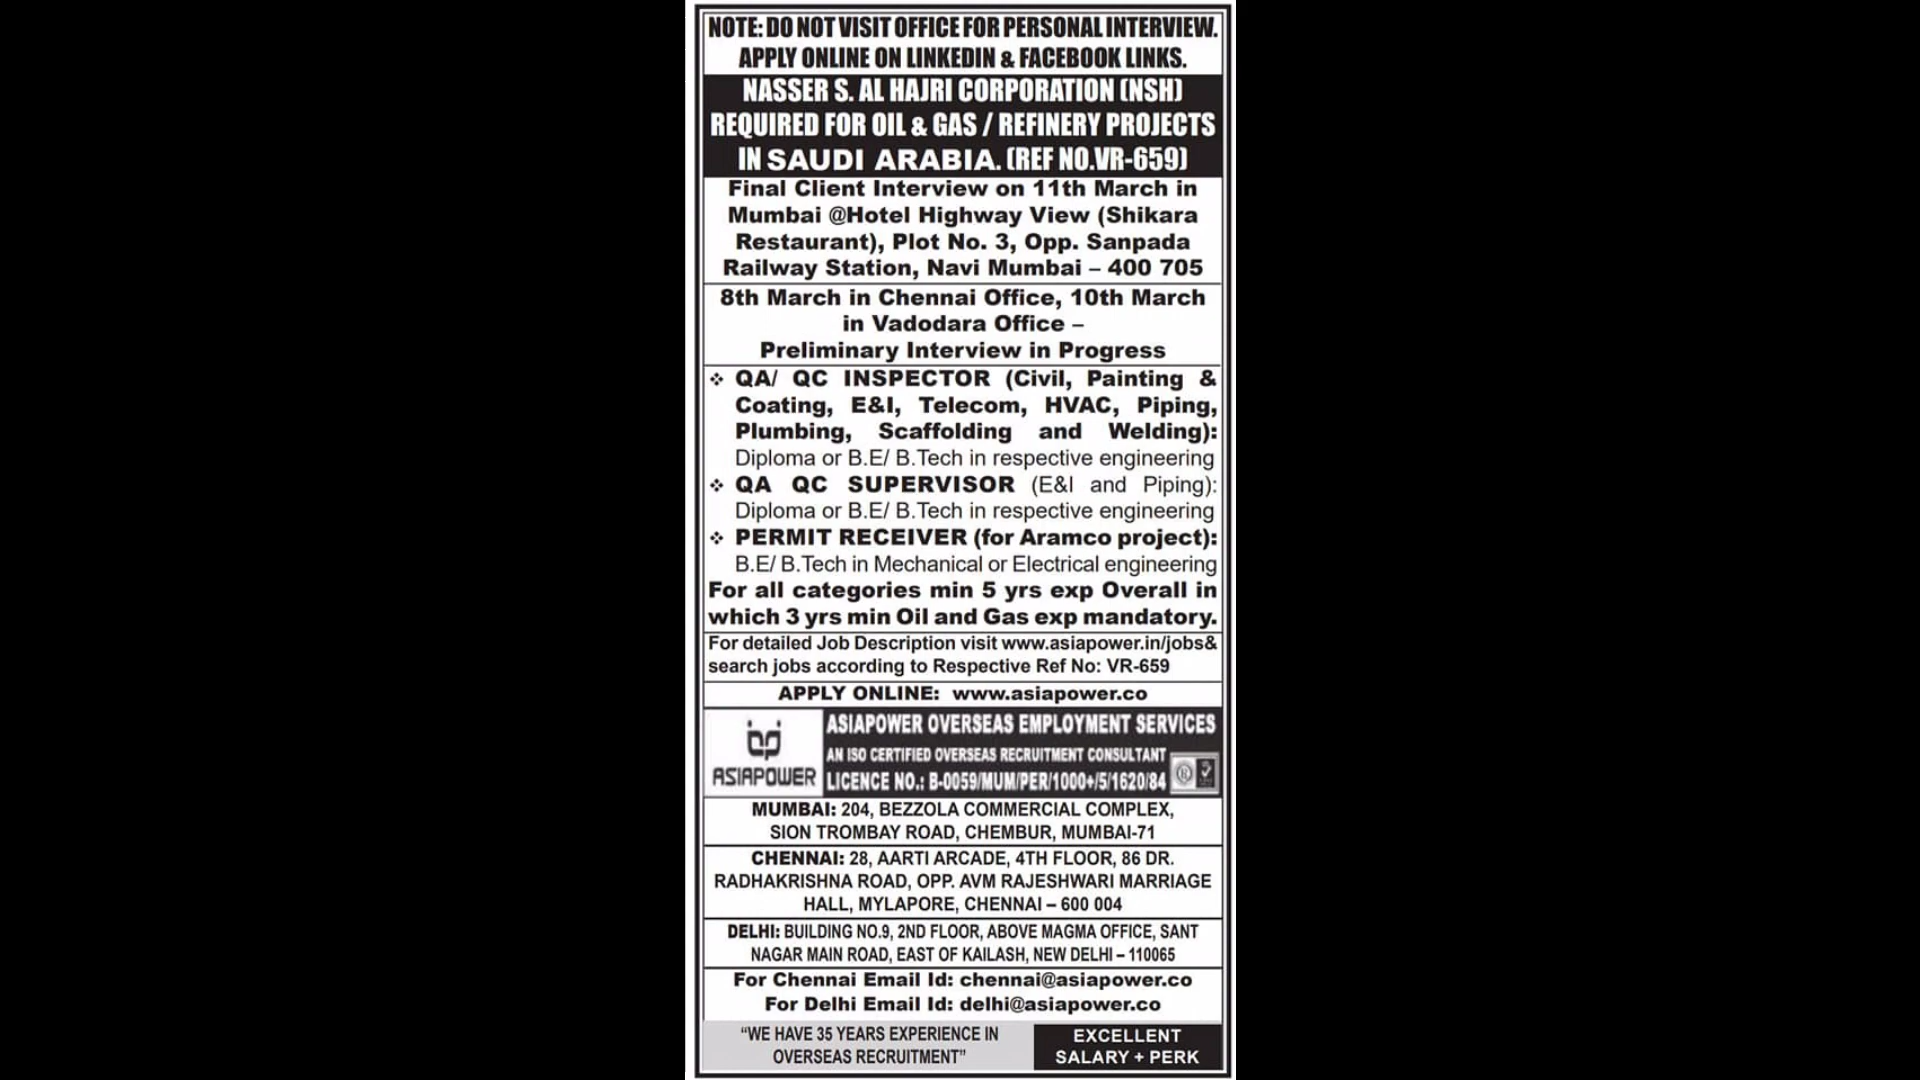 NOTE: DO NOT VISIT OFFICE FOR PERSONAL INTERVIEW.
APPLY ONLINE ON LINKEDIN & FACEBOOK LINKS.
NASSER S. AL HAJRI CORPORATION (NSH)
REQUIRED FOR OIL & GAS / REFINERY PROJECTS
IN SAUDI ARABIA. (REF NO.VR-659)
Final Client Interview on 11th March in
Mumbai @Hotel Highway View (Shikara
Restaurant), Plot No. 3, Opp. Sanpada
Railway Station, Navi Mumbai – 400 705
8th March in Chennai Office, 10th March
in Vadodara Office –
Preliminary Interview in Progress
❖ QA/ QC INSPECTOR (Civil, Painting &
Coating, E&I, Telecom, HVAC, Piping,
Plumbing, Scaffolding and Welding):
Diploma or B.E/ B.Tech in respective engineering
❖ QA QC SUPERVISOR (E&I and Piping):
Diploma or B.E/ B.Tech in respective engineering
❖ PERMIT RECEIVER (for Aramco project):
B.E/ B.Tech in Mechanical or Electrical engineering
For all categories min 5 yrs exp Overall in
which 3 yrs min Oil and Gas exp mandatory.
For detailed Job Description visit www.asiapower.in/jobs&
search jobs according to Respective Ref No: VR-659
APPLY ONLINE: www.asiapower.co
ASIAPOWER
ASIAPOWER OVERSEAS EMPLOYMENT SERVICES
AN ISO CERTIFIED OVERSEAS RECRUITMENT CONSULTANT
LICENCE NO.: B-0059/MUM/PER/1000+/5/1620/84
MUMBAI: 204, BEZZOLA COMMERCIAL COMPLEX,
SION TROMBAY ROAD, CHEMBUR, MUMBAI-71
CHENNAI: 28, AARTI ARCADE, 4TH FLOOR, 86 DR.
RADHAKRISHNA ROAD, OPP. AVM RAJESHWARI MARRIAGE
HALL, MYLAPORE, CHENNAI – 600 004
DELHI: BUILDING NO.9, 2ND FLOOR, ABOVE MAGMA OFFICE, SANT
NAGAR MAIN ROAD, EAST OF KAILASH, NEW DELHI – 110065
For Chennai Email Id: chennai@asiapower.co
For Delhi Email Id: delhi@asiapower.co
“WE HAVE 35 YEARS EXPERIENCE IN
OVERSEAS RECRUITMENT”
EXCELLENT
SALARY + PERK